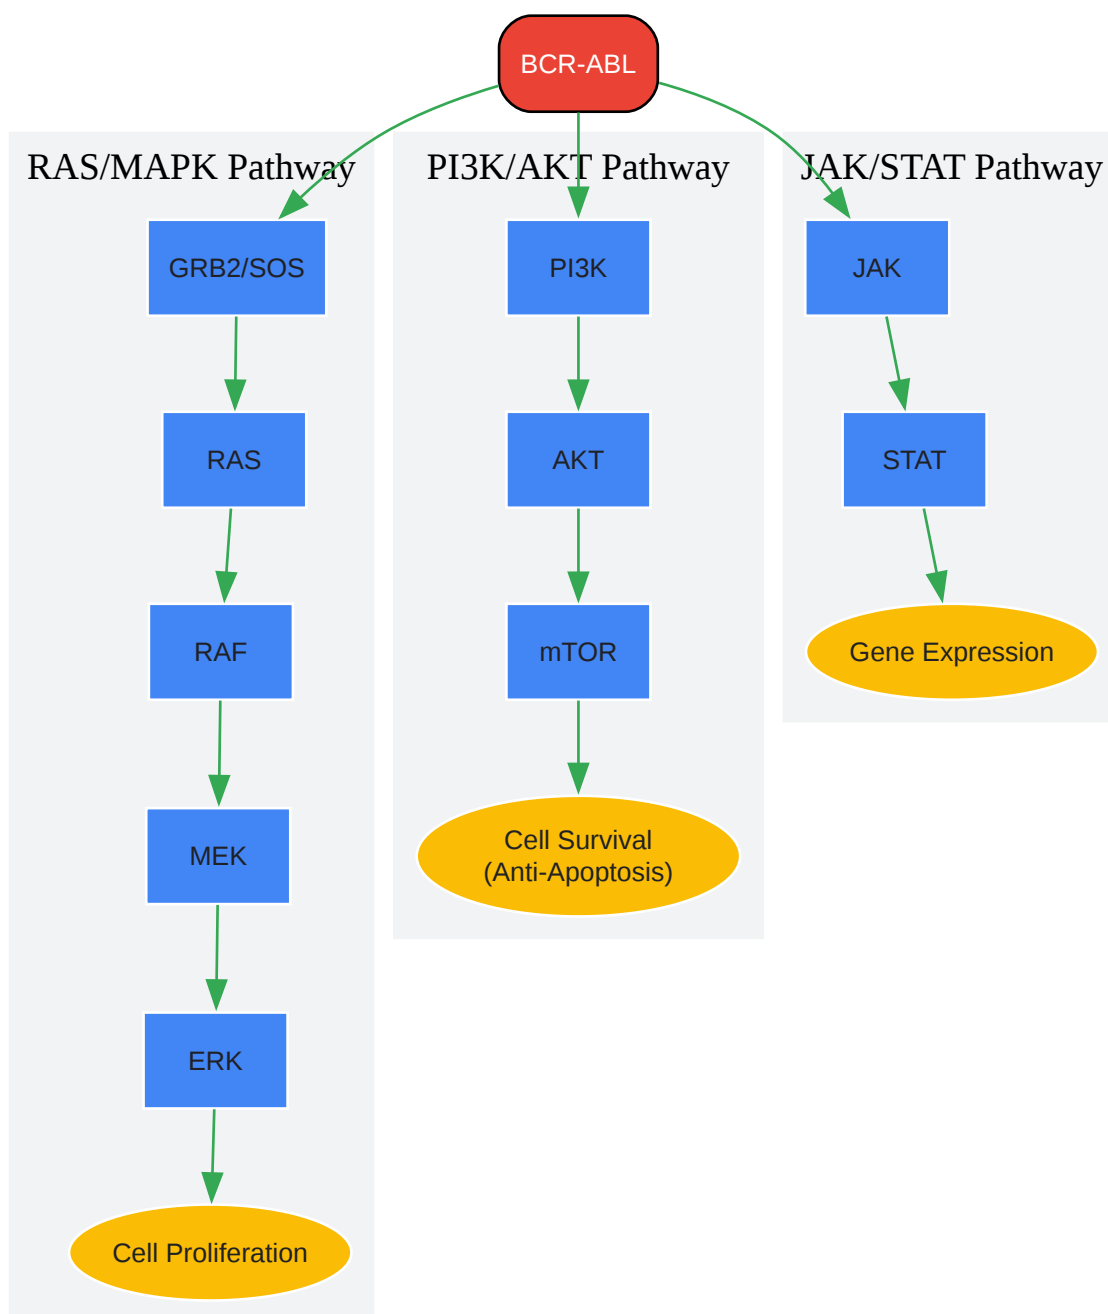 BCR-ABL
RAS/MAPK Pathway
GRB2/SOS
RAS
RAF
MEK
ERK
Cell Proliferation
PI3K/AKT Pathway
PI3K
AKT
mTOR
Cell Survival
(Anti-Apoptosis)
JAK/STAT Pathway
JAK
STAT
Gene Expression